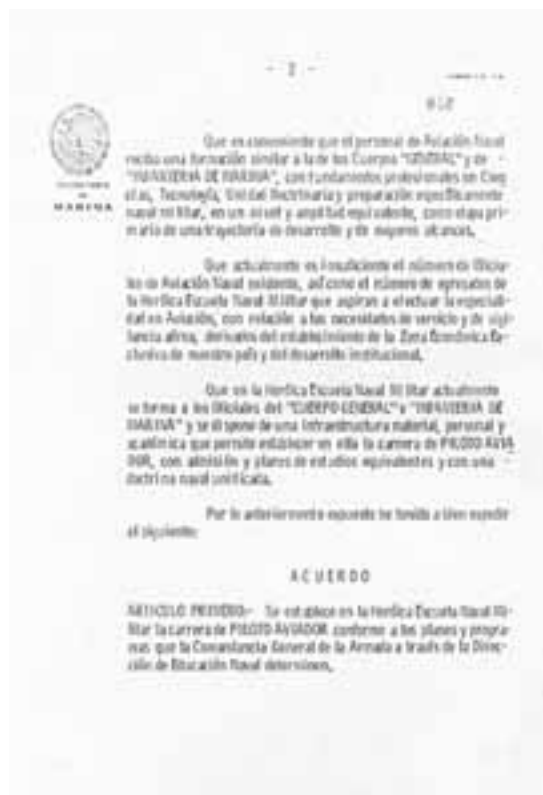 - 2 -
Que es conveniente que el personal de Aviación Naval
reciba una formación similar a la de los Cuerpos "GENERAL" y de
"INFANTERIA DE MARINA", con fundamentos profesionales en Cien
cias, Tecnología, Unidad Doctrinaria y preparación específicamente
naval militar, en un nivel y amplitud equivalente, como etapa pri-
maria de una trayectoria de desarrollo y de mayores alcances.
MARINA
Que actualmente es insuficiente el número de Oficia-
les de Aviación Naval existente, así como el número de egresados de
la Heróica Escuela Naval Militar que aspiran a efectuar la especiali-
dad en Aviación, con relación a las necesidades de servicio y de vigi-
lancia aérea, derivados del establecimiento de la Zona Económica Ex-
clusiva de nuestro país y del desarrollo institucional.
Que en la Heróica Escuela Naval Militar actualmente
se forma a los Oficiales del "CUERPO GENERAL" e "INFANTERIA DE
MARINA" y se dispone de una infraestructura material, personal y
académica que permite establecer en ella la carrera de PILOTO AVIA
DOR, con admisión y planes de estudios equivalentes y con una
doctrina naval unificada.
Por lo anteriormente expuesto he tenido a bien expedir
el siguiente:
ACUERDO
ARTICULO PRIMERO.- Se establece en la Heróica Escuela Naval Mi-
litar la carrera de PILOTO AVIADOR conforme a los planes y progra-
mas que la Comandancia General de la Armada a través de la Direc-
ción de Educación Naval determinen.